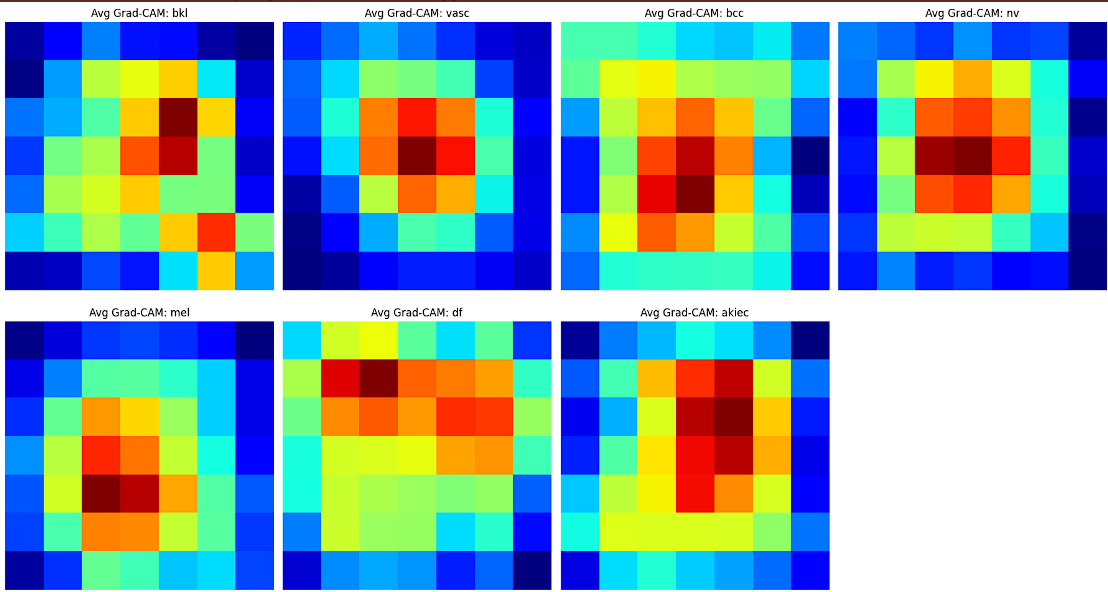 Avg Grad-CAM: bkl
Avg Grad-CAM: vasc
Avg Grad-CAM: bcc
Avg Grad-CAM: nv
Avg Grad-CAM: mel
Avg Grad-CAM: df
Avg Grad-CAM: akiec